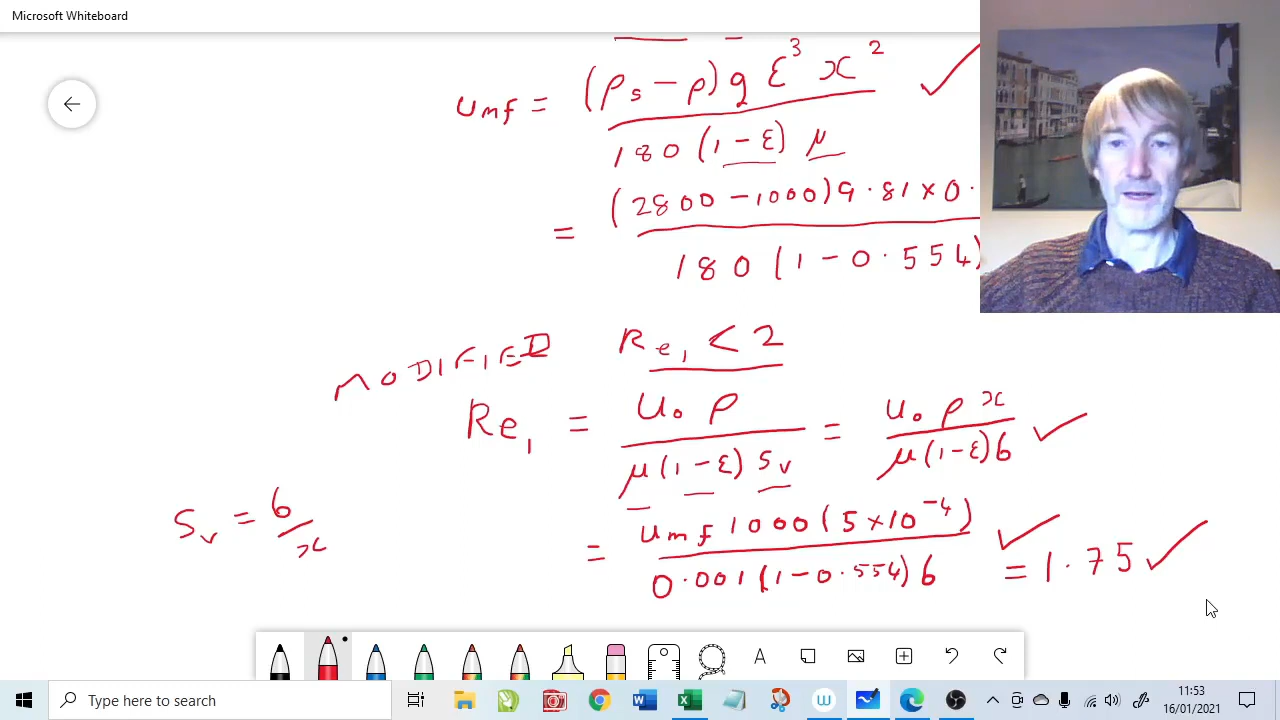 Microsoft Whiteboard
(ρs − ρ) g ε³ x²
umf =
180 (1 − ε) μ
(2800 − 1000) 9.81 × 0.
=
180 (1 − 0.554)
MODIFIED Re₁ < 2
Re₁ = u₀ ρ / μ(1 − ε) Sv = u₀ ρ x / μ(1 − ε)6
Sv = 6/x
= umf 1000 (5 × 10⁻⁴) / 0.001 (1 − 0.554) 6 = 1.75
A
Type here to search
11:53
16/01/2021